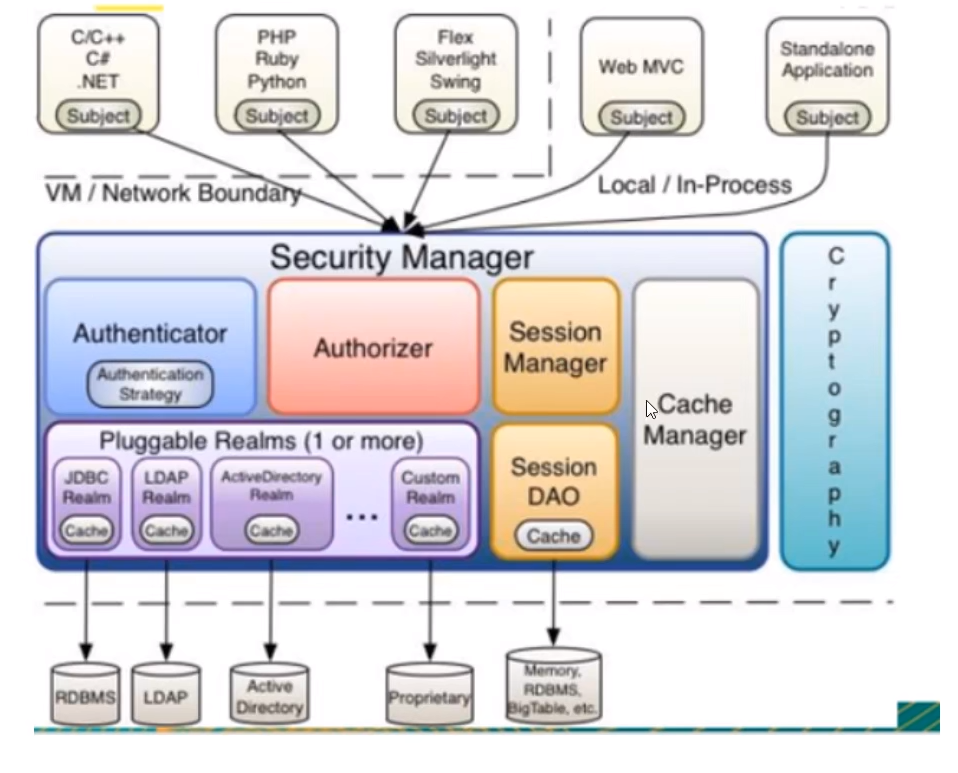 C/C++
C#
.NET
Subject
PHP
Ruby
Python
Subject
Flex
Silverlight
Swing
Subject
Web MVC
Subject
Standalone
Application
Subject
VM / Network Boundary
Local / In-Process
Security Manager
Authenticator
Authentication
Strategy
Authorizer
Session
Manager
Cache
Manager
Cryptography
Pluggable Realms (1 or more)
JDBC
Realm
Cache
LDAP
Realm
Cache
ActiveDirectory
Realm
Cache
...
Custom
Realm
Cache
Session
DAO
Cache
RDBMS
LDAP
Active
Directory
Proprietary
Memory,
RDBMS,
BigTable, etc.